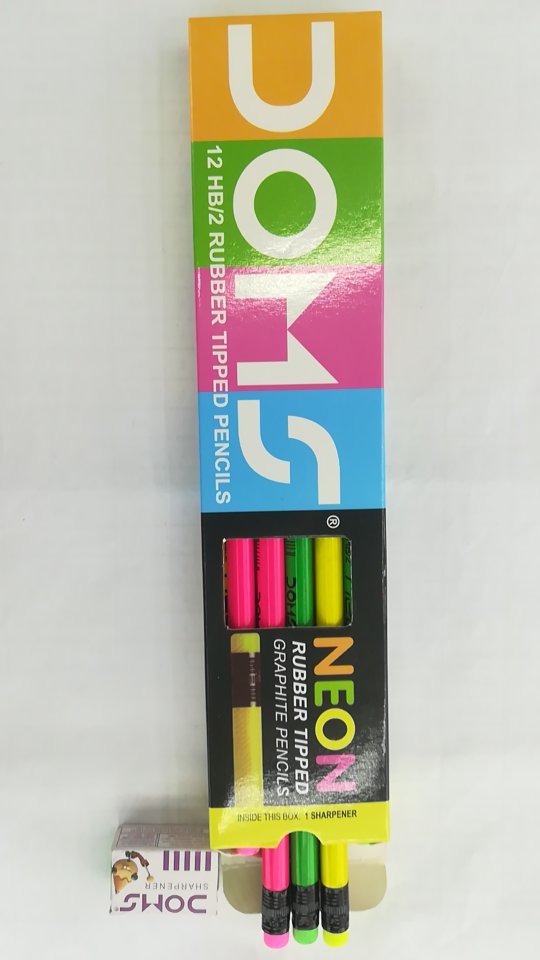 DOMS®
12 HB/2 RUBBER TIPPED PENCILS
DOMS
NEON
RUBBER TIPPED
GRAPHITE PENCILS
INSIDE THIS BOX, 1 SHARPENER
DOMS
SHARPENER